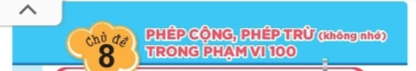 Chủ đề
8
PHÉP CỘNG, PHÉP TRỪ (không nhớ)
TRONG PHẠM VI 100